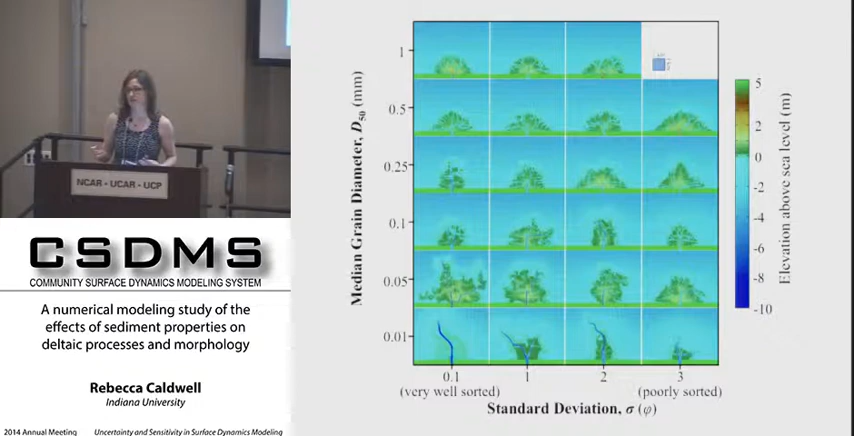 NCAR - UCAR - UCP
CSDMS
COMMUNITY SURFACE DYNAMICS MODELING SYSTEM
A numerical modeling study of the
effects of sediment properties on
deltaic processes and morphology
Rebecca Caldwell
Indiana University
2014 Annual Meeting
Uncertainty and Sensitivity in Surface Dynamics Modeling
Median Grain Diameter, D50 (mm)
1
0.5
0.25
0.1
0.05
0.01
0.1
1
2
3
(very well sorted)
(poorly sorted)
Standard Deviation, σ (φ)
5
2
0
-2
-4
-6
-8
-10
Elevation above sea level (m)